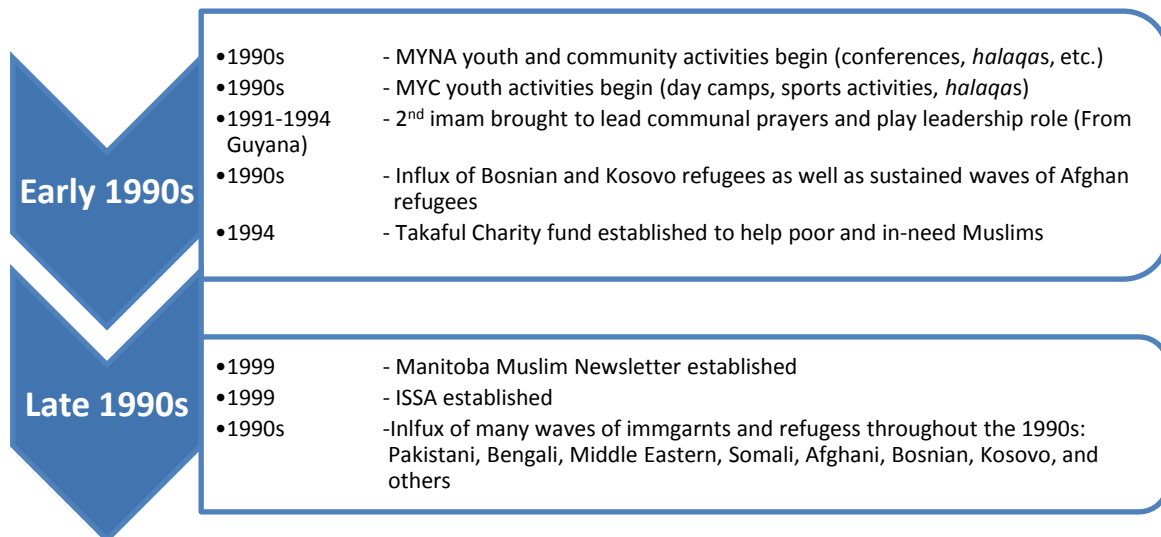 Early 1990s
•1990s - MYNA youth and community activities begin (conferences, halaqas, etc.)
•1990s - MYC youth activities begin (day camps, sports activities, halaqas)
•1991-1994 - 2nd imam brought to lead communal prayers and play leadership role (From
Guyana)
•1990s - Influx of Bosnian and Kosovo refugees as well as sustained waves of Afghan
refugees
•1994 - Takaful Charity fund established to help poor and in-need Muslims
Late 1990s
•1999 - Manitoba Muslim Newsletter established
•1999 - ISSA established
•1990s -Inlfux of many waves of immgarnts and refugess throughout the 1990s:
Pakistani, Bengali, Middle Eastern, Somali, Afghani, Bosnian, Kosovo, and
others